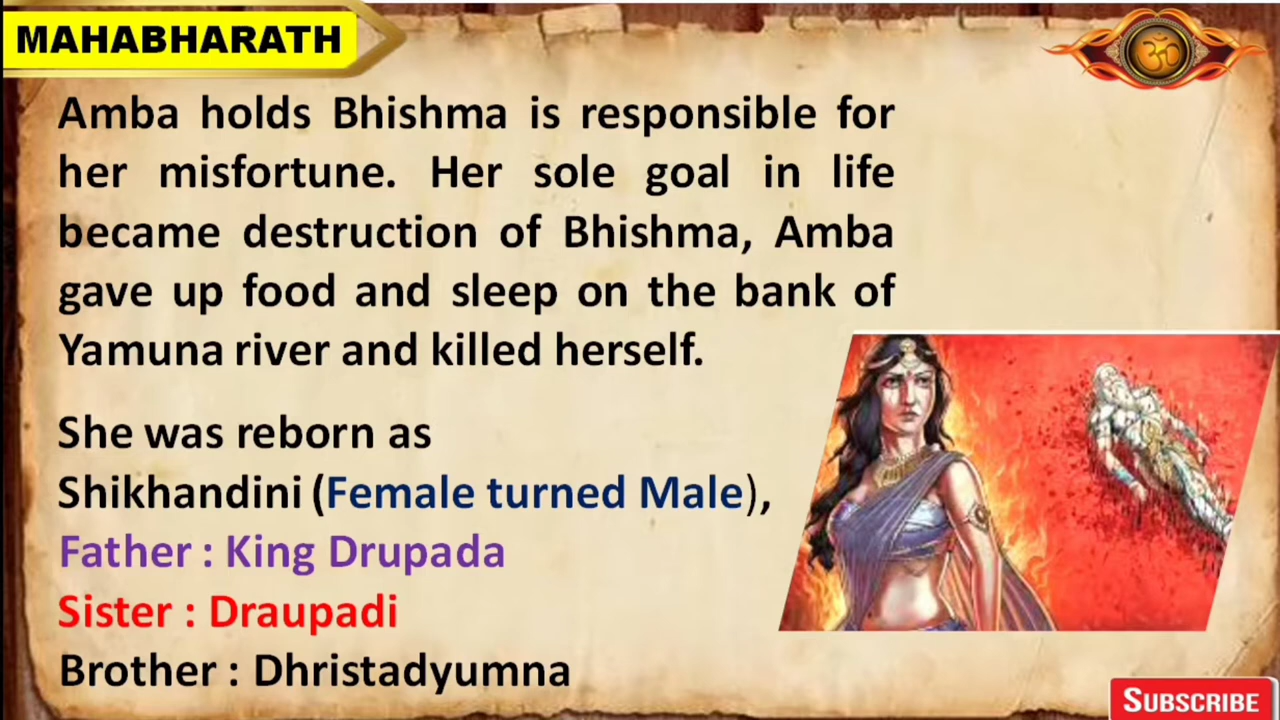 MAHABHARATH
ॐ
Amba holds Bhishma is responsible for
her misfortune. Her sole goal in life
became destruction of Bhishma, Amba
gave up food and sleep on the bank of
Yamuna river and killed herself.
She was reborn as
Shikhandini (Female turned Male),
Father : King Drupada
Sister : Draupadi
Brother : Dhristadyumna
SUBSCRIBE